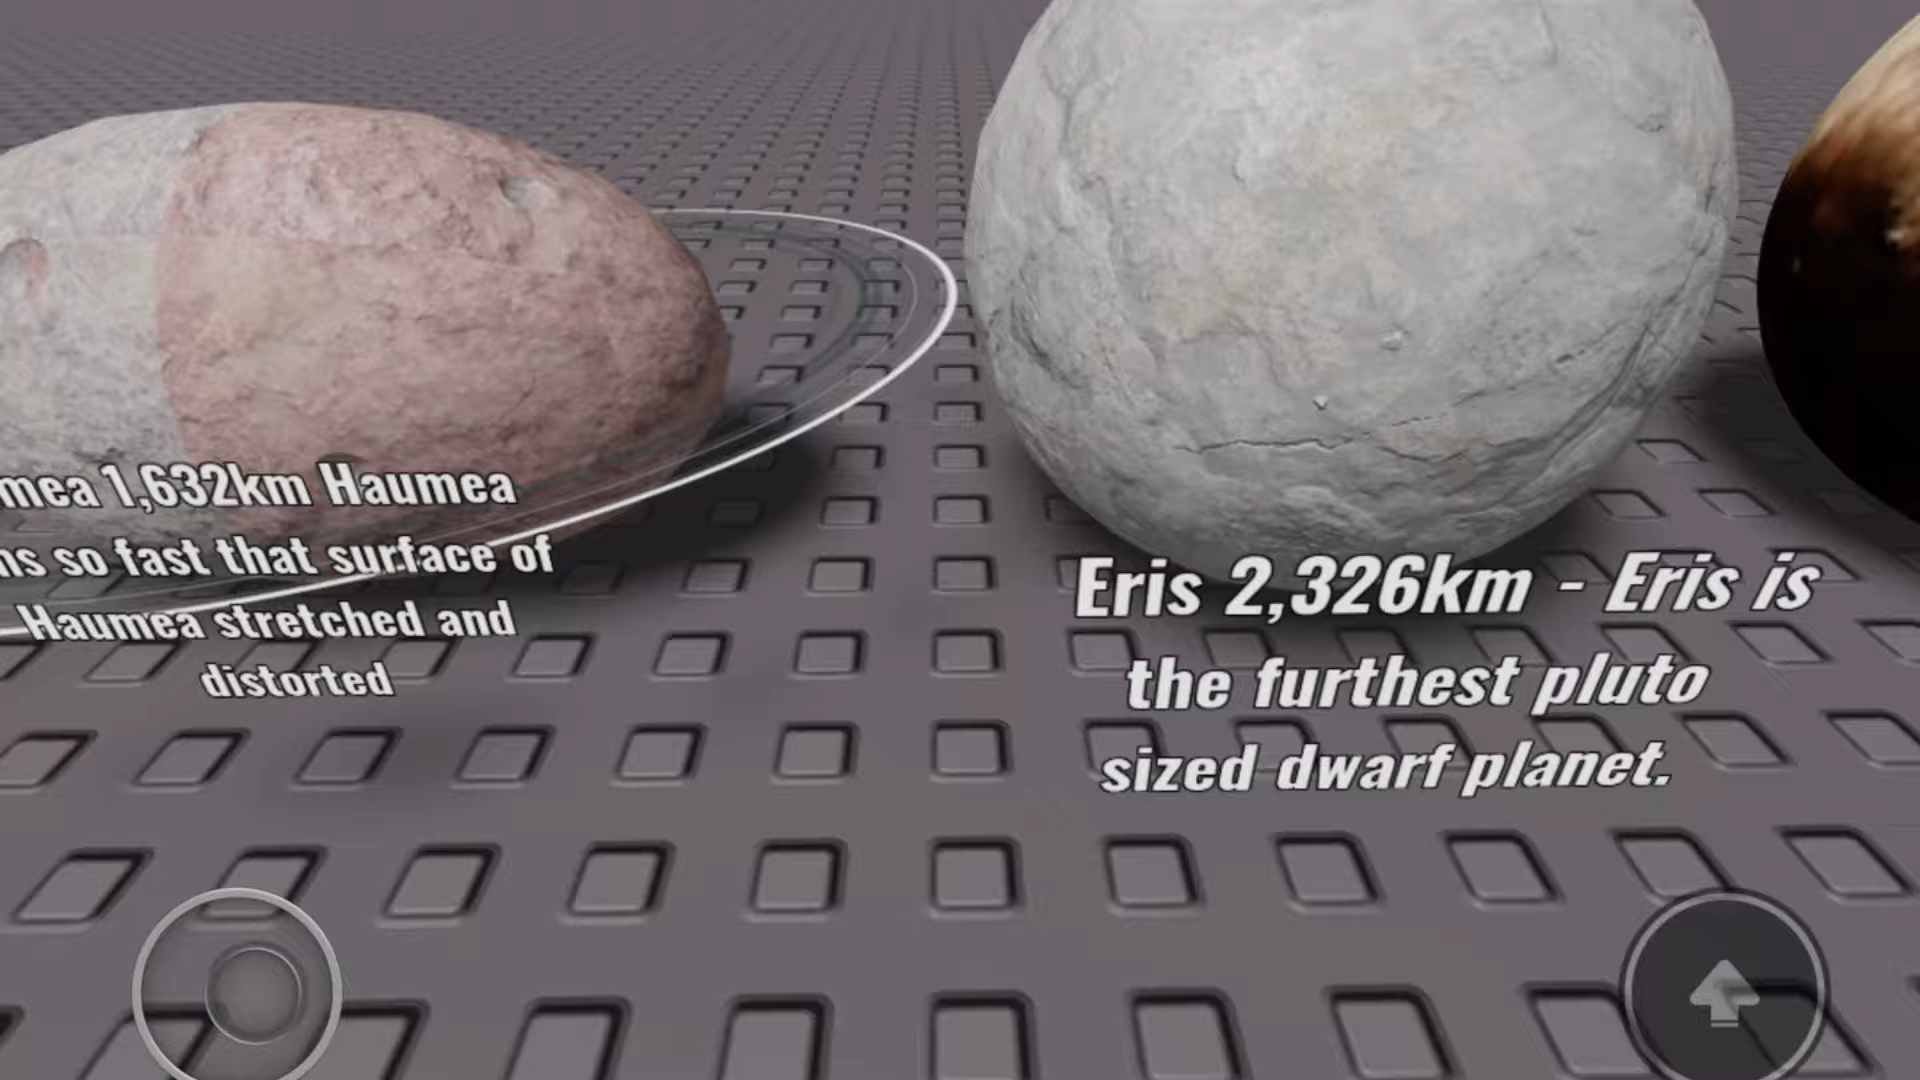 mea 1,632km Haumea
ns so fast that surface of
Haumea stretched and
distorted
Eris 2,326km - Eris is
the furthest pluto
sized dwarf planet.